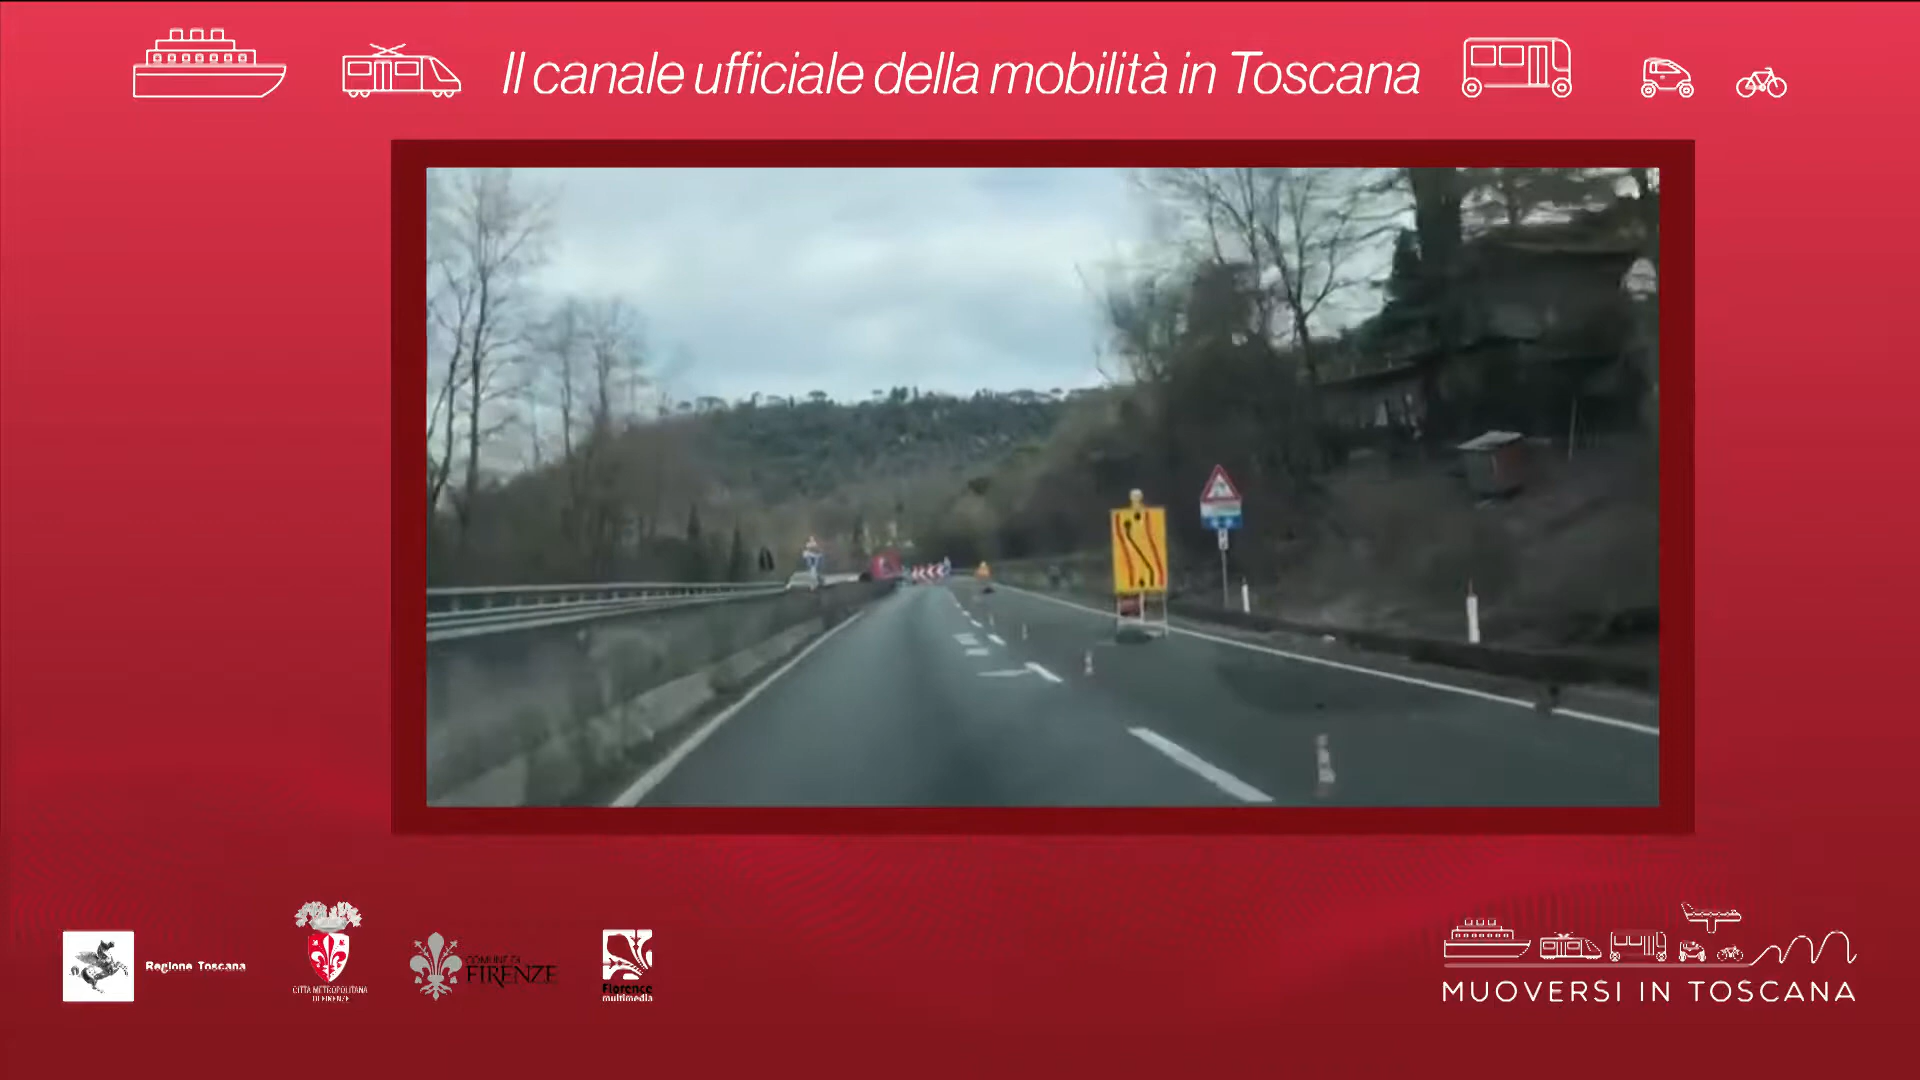 Il canale ufficiale della mobilità in Toscana
Regione Toscana
CITTÀ METROPOLITANA
DI FIRENZE
COMUNE DI
FIRENZE
Florence
multimedia
MUOVERSI IN TOSCANA